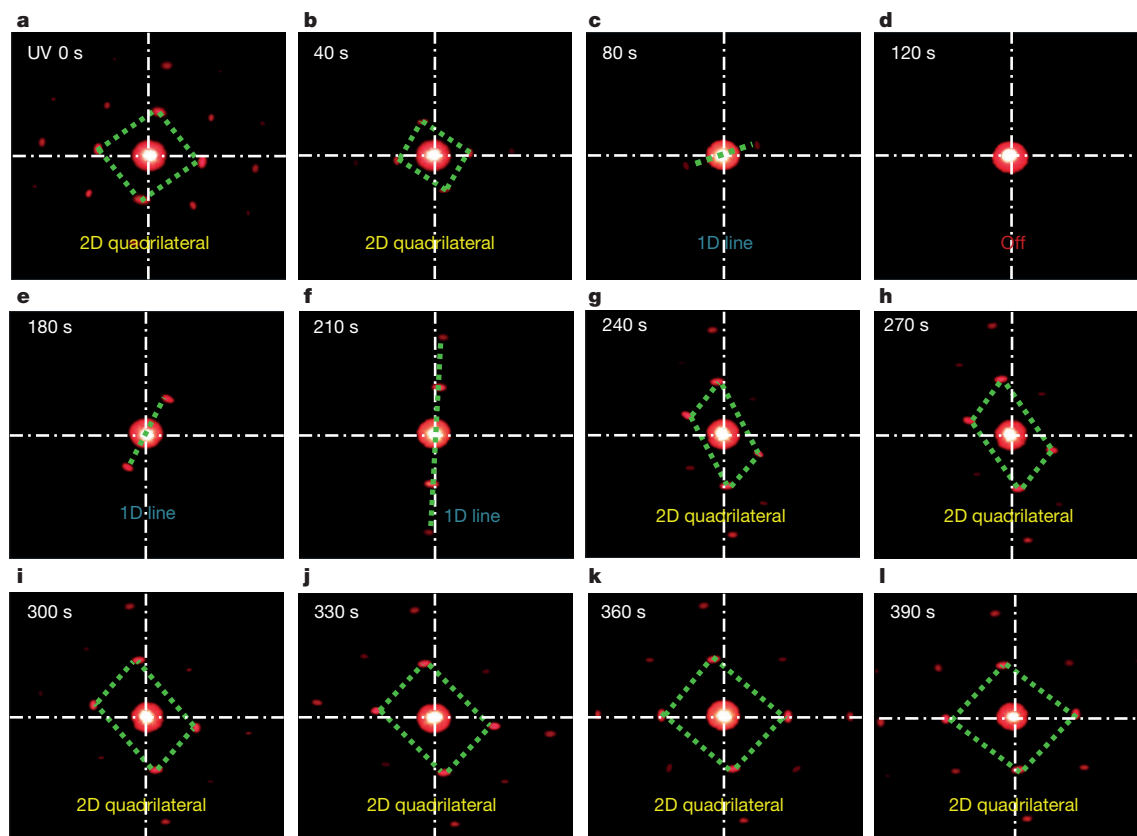 a
UV 0 s
2D quadrilateral
b
40 s
2D quadrilateral
c
80 s
1D line
d
120 s
Off
e
180 s
1D line
f
210 s
1D line
g
240 s
2D quadrilateral
h
270 s
2D quadrilateral
i
300 s
2D quadrilateral
j
330 s
2D quadrilateral
k
360 s
2D quadrilateral
l
390 s
2D quadrilateral